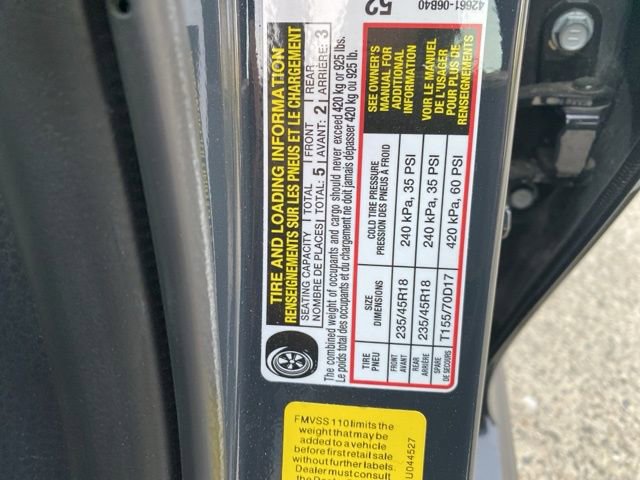 42661-06B40
53
TIRE AND LOADING INFORMATION
RENSEIGNEMENTS SUR LES PNEUS ET LE CHARGEMENT
SEATING CAPACITY | TOTAL | FRONT | REAR
NOMBRE DE PLACES | TOTAL: 5 | AVANT: 2 | ARRIÈRE: 3
The combined weight of occupants and cargo should never exceed 420 kg or 925 lbs.
Le poids total des occupants et du chargement ne doit jamais dépasser 420 kg ou 925 lb.
TIRE
PNEU
SIZE
DIMENSIONS
COLD TIRE PRESSURE
PRESSION DES PNEUS À FROID
FRONT
AVANT
235/45R18
240 kPa, 35 PSI
REAR
ARRIÈRE
235/45R18
240 kPa, 35 PSI
SPARE
DE SECOURS
T155/70D17
420 kPa, 60 PSI
SEE OWNER'S
MANUAL FOR
ADDITIONAL
INFORMATION
VOIR LE MANUEL
DE L'USAGER
POUR PLUS DE
RENSEIGNEMENTS
FMVSS 110 limits the
weight that may be
added to a vehicle
before first retail sale
without further labels.
Dealer must consult
U044527